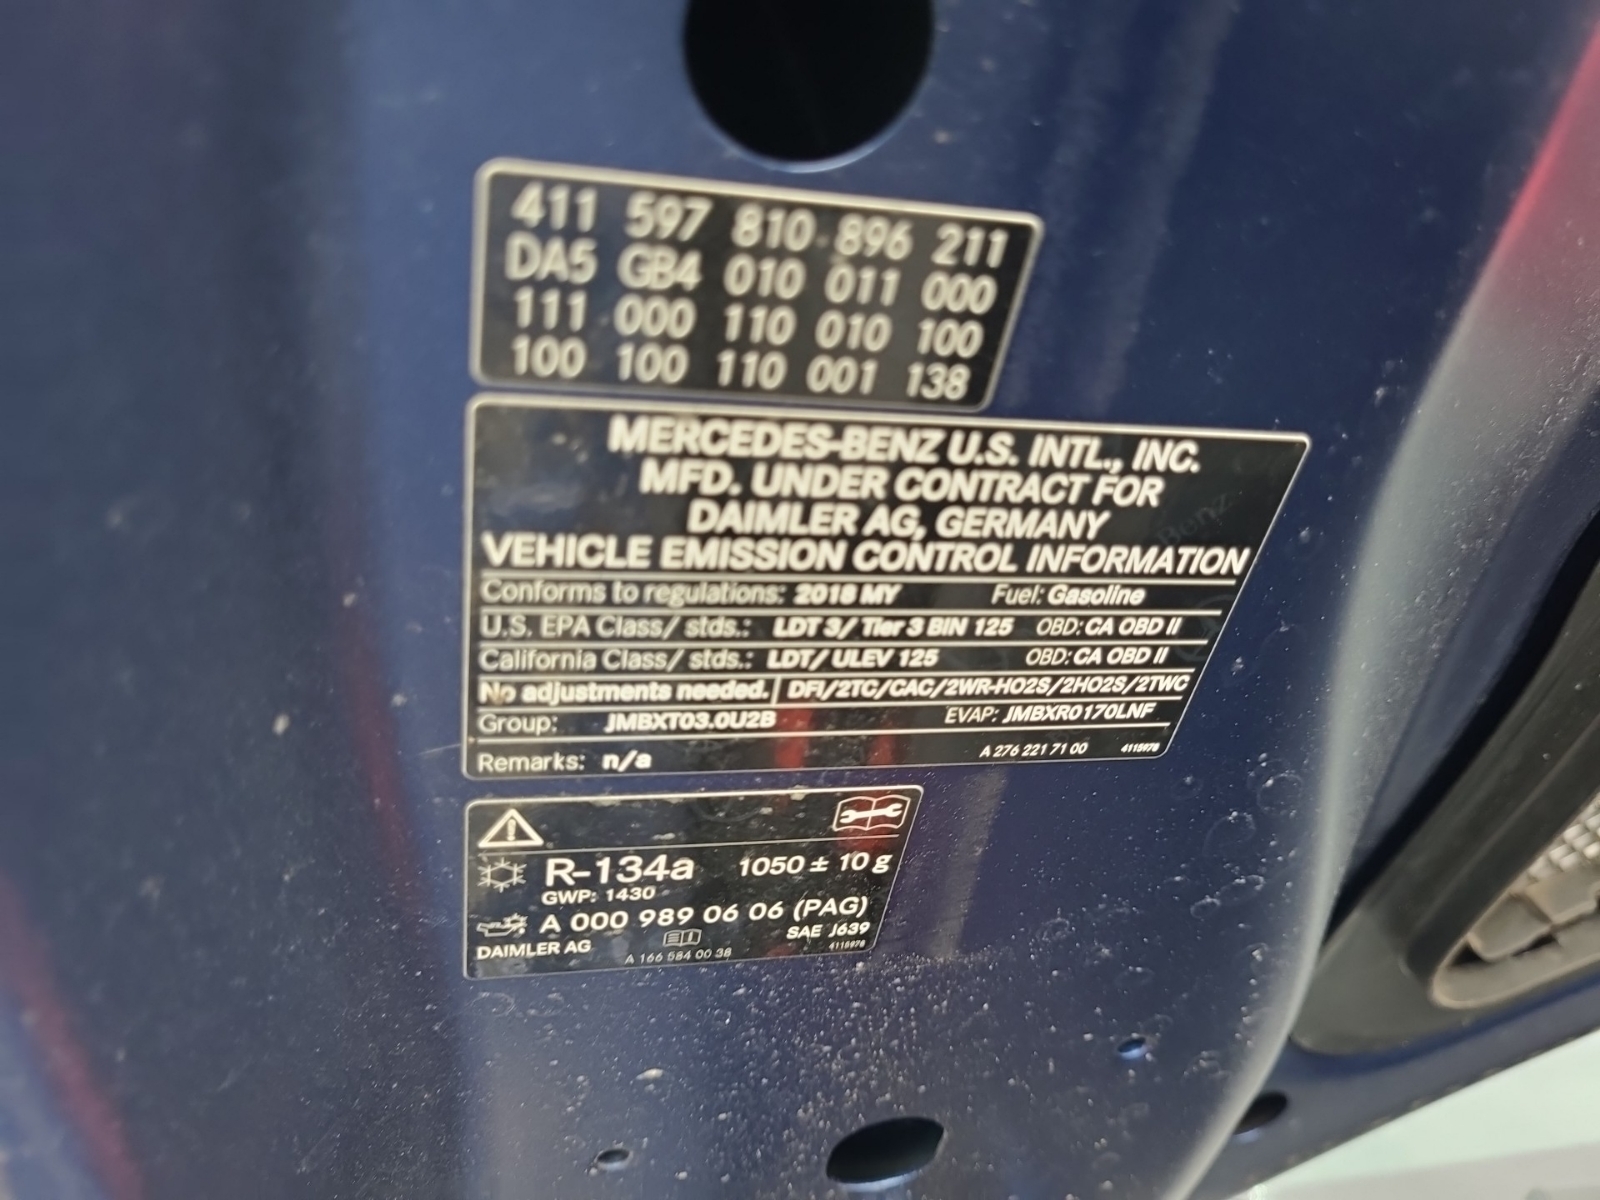 411 597 810 896 211
DA5 GB4 010 011 000
111 000 110 010 100
100 100 110 001 138
MERCEDES-BENZ U.S. INTL., INC.
MFD. UNDER CONTRACT FOR
DAIMLER AG, GERMANY
VEHICLE EMISSION CONTROL INFORMATION
Conforms to regulations: 2018 MY Fuel: Gasoline
U.S. EPA Class/ stds.: LDT 3/ Tier 3 BIN 125 OBD: CA OBD II
California Class/ stds.: LDT/ ULEV 125 OBD: CA OBD II
No adjustments needed. DFI/2TC/CAC/2WR-HO2S/2HO2S/2TWC
Group: JMBXT03.0U2B EVAP: JMBXR0170LNF
Remarks: n/a A 276 221 71 00 4115978
R-134a 1050 ± 10 g
GWP: 1430
A 000 989 06 06 (PAG)
SAE J639
DAIMLER AG A 166 584 00 38 4115978